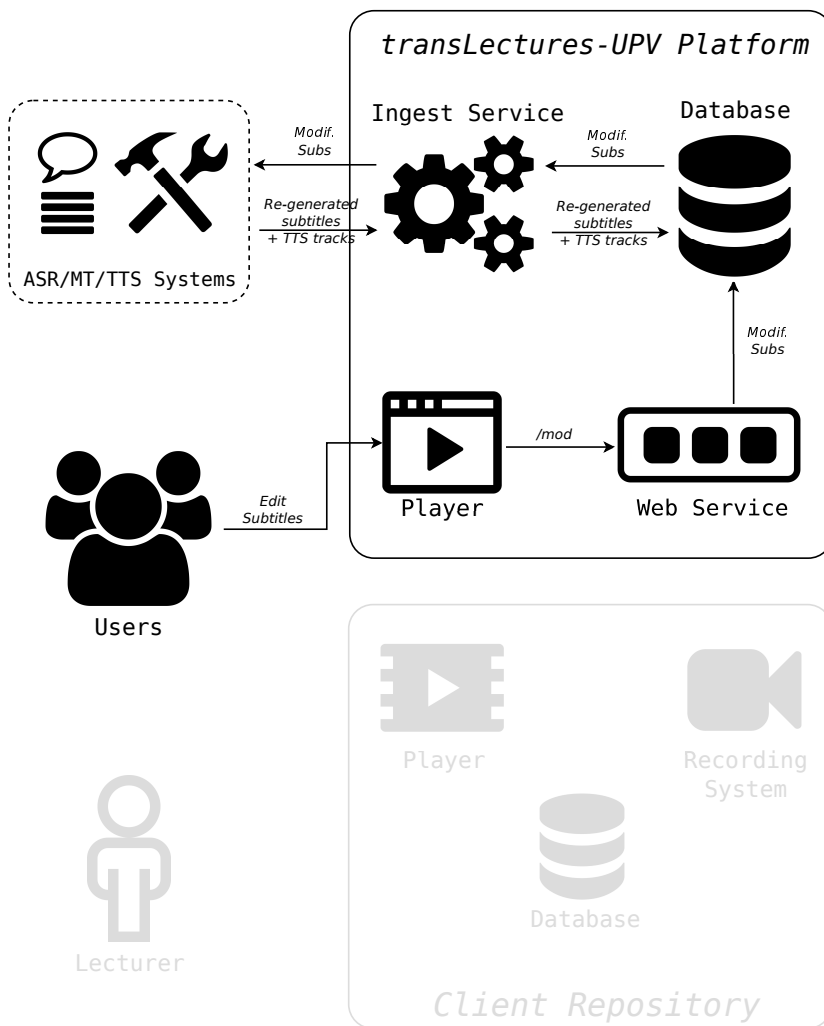 transLectures-UPV Platform
Ingest Service
Database
Modif.
Subs
Modif.
Subs
Re-generated
subtitles
+ TTS tracks
Re-generated
subtitles
+ TTS tracks
ASR/MT/TTS Systems
Modif.
Subs
/mod
Edit
Subtitles
Player
Web Service
Users
Player
Recording
System
Database
Lecturer
Client Repository